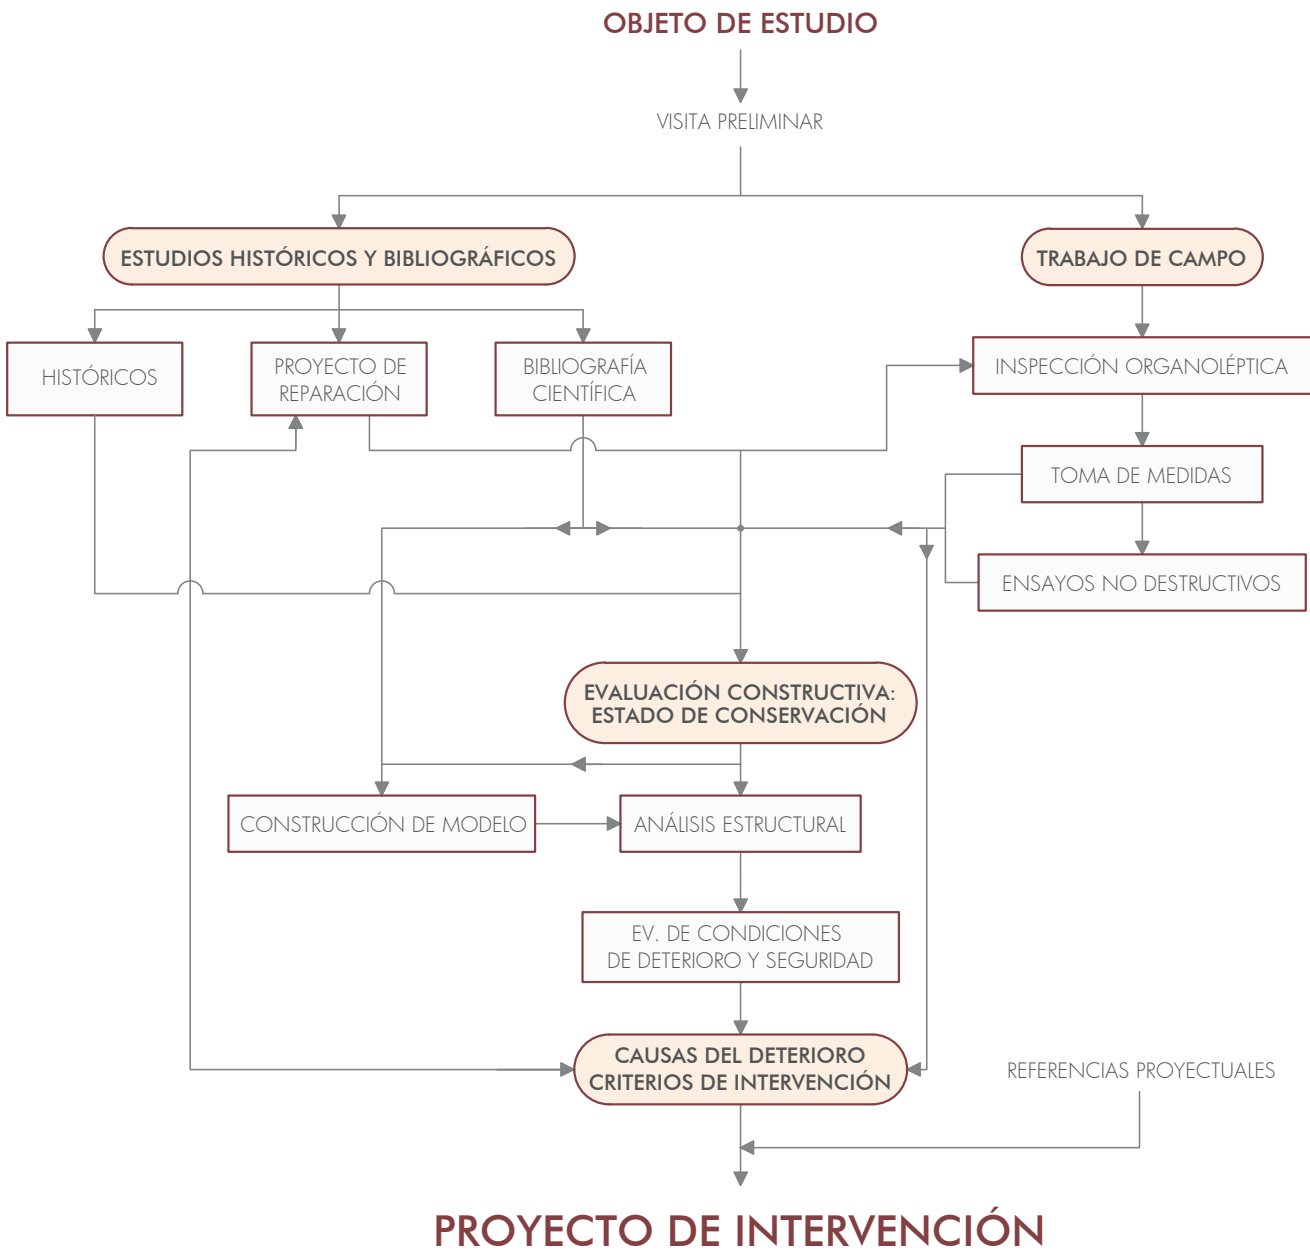 OBJETO DE ESTUDIO
VISITA PRELIMINAR
ESTUDIOS HISTÓRICOS Y BIBLIOGRÁFICOS
TRABAJO DE CAMPO
HISTÓRICOS
PROYECTO DE
REPARACIÓN
BIBLIOGRAFÍA
CIENTÍFICA
INSPECCIÓN ORGANOLÉPTICA
TOMA DE MEDIDAS
ENSAYOS NO DESTRUCTIVOS
EVALUACIÓN CONSTRUCTIVA:
ESTADO DE CONSERVACIÓN
CONSTRUCCIÓN DE MODELO
ANÁLISIS ESTRUCTURAL
EV. DE CONDICIONES
DE DETERIORO Y SEGURIDAD
CAUSAS DEL DETERIORO
CRITERIOS DE INTERVENCIÓN
REFERENCIAS PROYECTUALES
PROYECTO DE INTERVENCIÓN